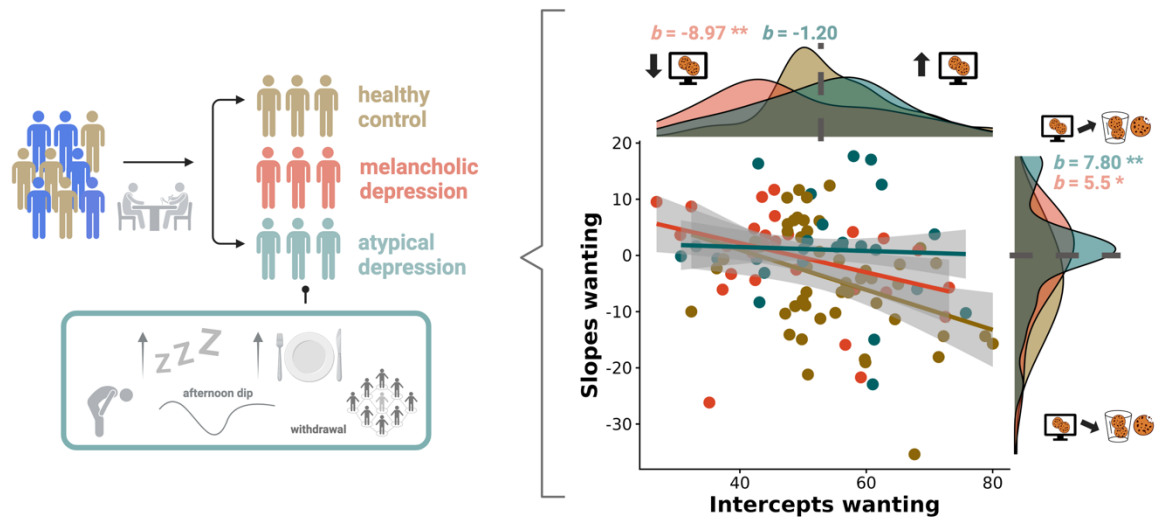 healthy
control
melancholic
depression
atypical
depression
z z Z
afternoon dip
withdrawal
b = -8.97 ** b = -1.20
b = 7.80 **
b = 5.5 *
Slopes wanting
20
10
0
-10
-20
-30
40 60 80
Intercepts wanting